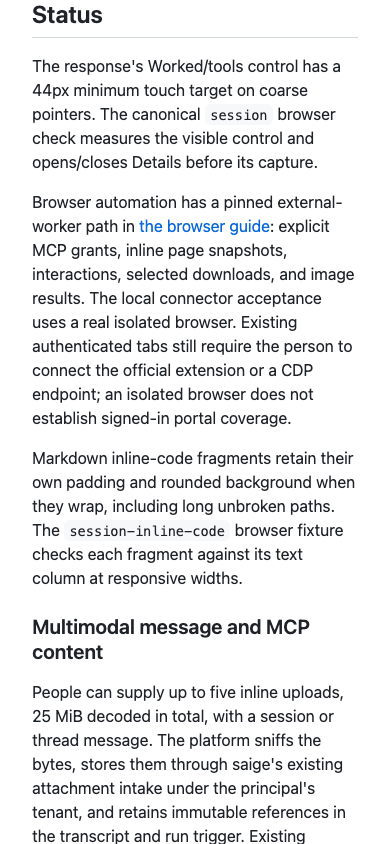 Status
The response's Worked/tools control has a
44px minimum touch target on coarse
pointers. The canonical session browser
check measures the visible control and
opens/closes Details before its capture.
Browser automation has a pinned external-
worker path in the browser guide: explicit
MCP grants, inline page snapshots,
interactions, selected downloads, and image
results. The local connector acceptance
uses a real isolated browser. Existing
authenticated tabs still require the person to
connect the official extension or a CDP
endpoint; an isolated browser does not
establish signed-in portal coverage.
Markdown inline-code fragments retain their
own padding and rounded background when
they wrap, including long unbroken paths.
The session-inline-code browser fixture
checks each fragment against its text
column at responsive widths.
Multimodal message and MCP
content
People can supply up to five inline uploads,
25 MiB decoded in total, with a session or
thread message. The platform sniffs the
bytes, stores them through saige's existing
attachment intake under the principal's
tenant, and retains immutable references in
the transcript and run trigger. Existing